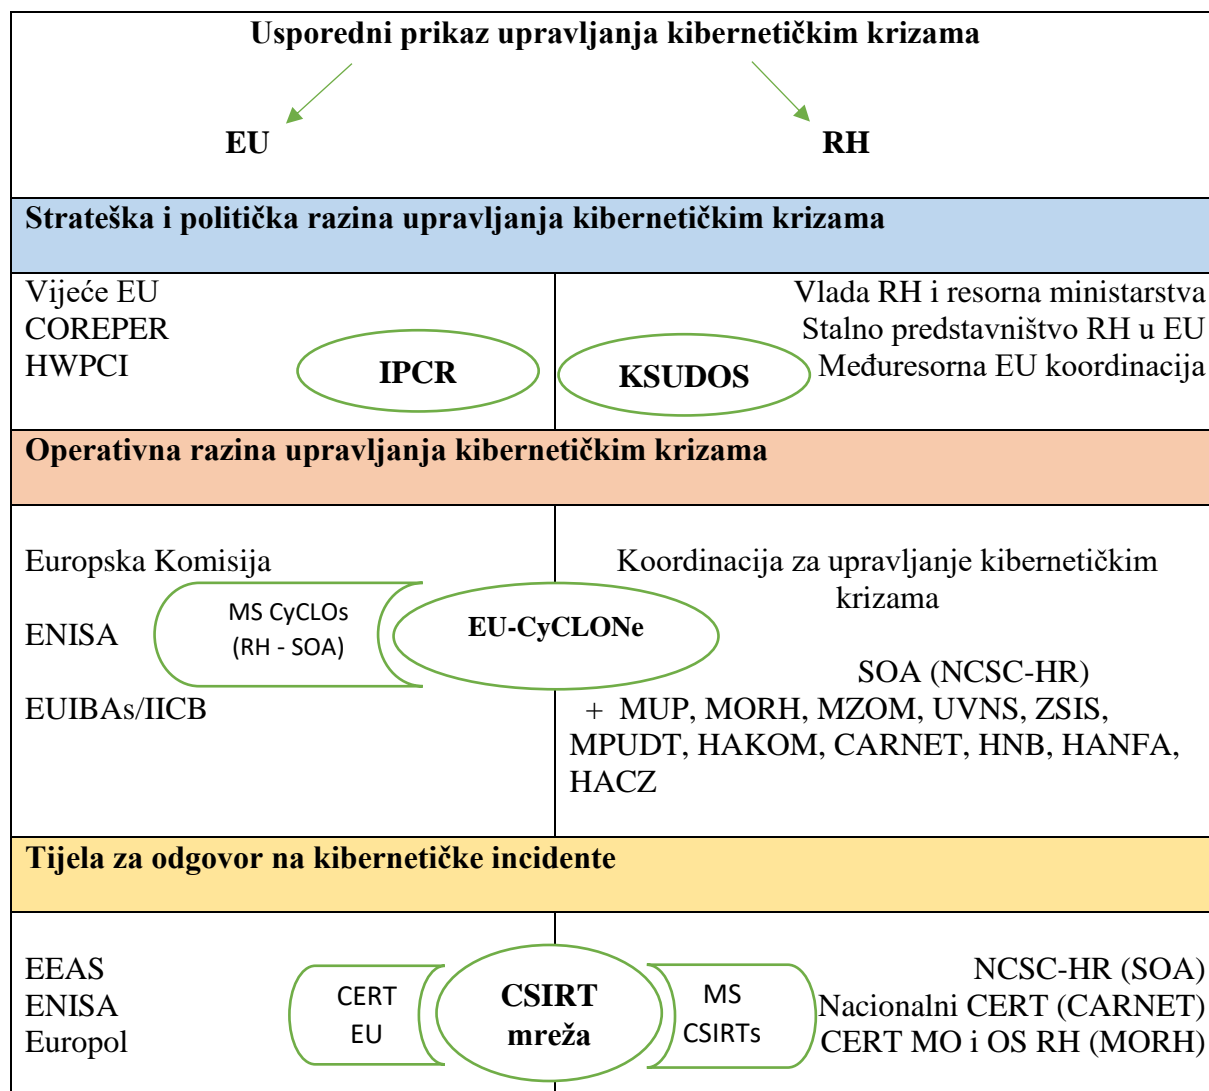 Usporedni prikaz upravljanja kibernetičkim krizama
EU
RH
Strateška i politička razina upravljanja kibernetičkim krizama
Vijeće EU
COREPER
HWPCI
IPCR
KSUDOS
Vlada RH i resorna ministarstva
Stalno predstavništvo RH u EU
Međuresorna EU koordinacija
Operativna razina upravljanja kibernetičkim krizama
Europska Komisija
ENISA
EUIBAs/IICB
MS CyCLOs
(RH - SOA)
EU-CyCLONe
Koordinacija za upravljanje kibernetičkim
krizama
SOA (NCSC-HR)
+ MUP, MORH, MZOM, UVNS, ZSIS,
MPUDT, HAKOM, CARNET, HNB, HANFA,
HACZ
Tijela za odgovor na kibernetičke incidente
EEAS
ENISA
Europol
CERT
EU
CSIRT
mreža
MS
CSIRTs
NCSC-HR (SOA)
Nacionalni CERT (CARNET)
CERT MO i OS RH (MORH)